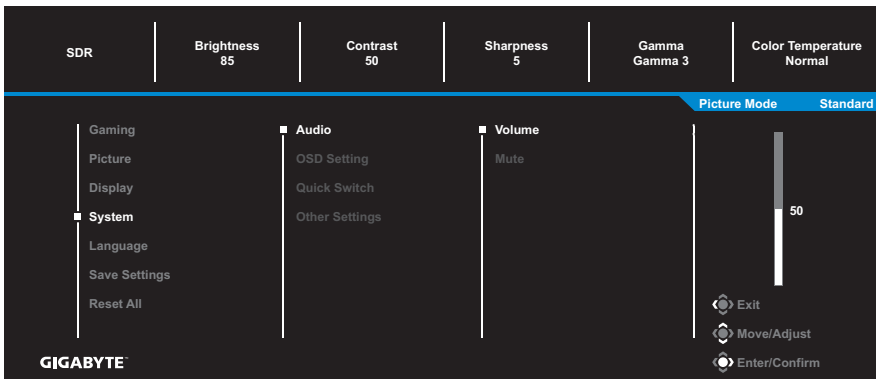 SDR
Brightness
85
Contrast
50
Sharpness
5
Gamma
Gamma 3
Color Temperature
Normal
Picture Mode Standard
Gaming
Picture
Display
System
Language
Save Settings
Reset All
Audio
OSD Setting
Quick Switch
Other Settings
Volume
Mute
50
Exit
Move/Adjust
Enter/Confirm
GIGABYTE™